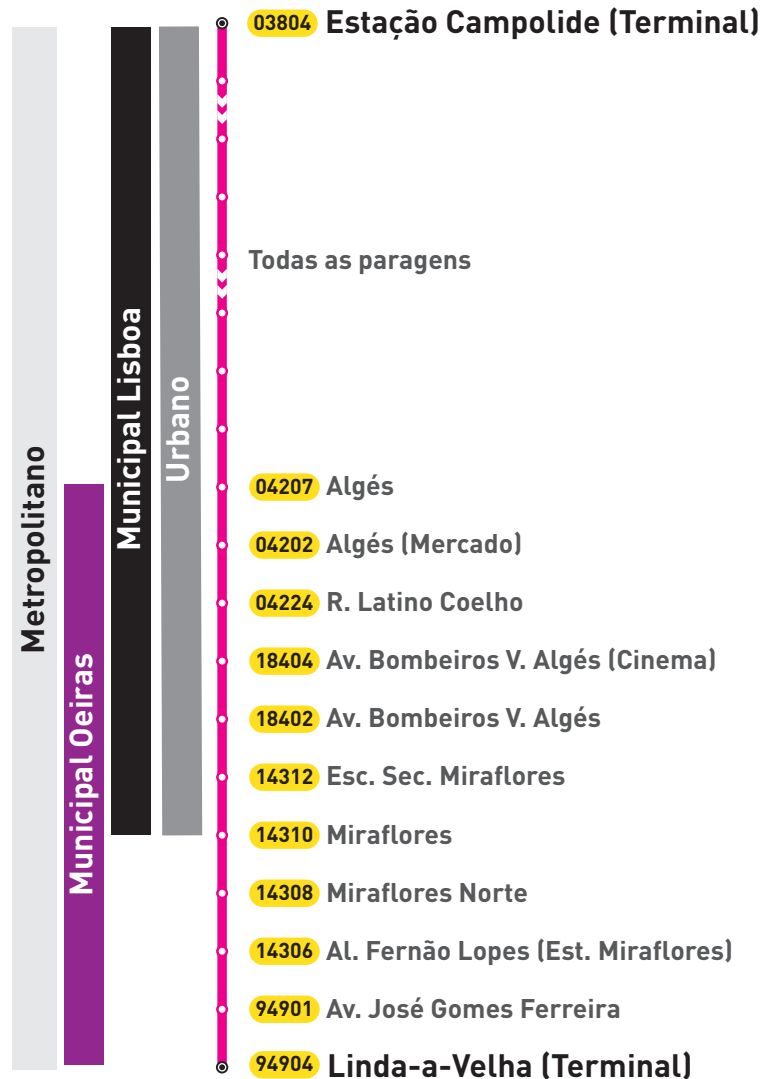 03804 Estação Campolide (Terminal)
Todas as paragens
Metropolitano
Municipal Oeiras
Municipal Lisboa
Urbano
04207 Algés
04202 Algés (Mercado)
04224 R. Latino Coelho
18404 Av. Bombeiros V. Algés (Cinema)
18402 Av. Bombeiros V. Algés
14312 Esc. Sec. Miraflores
14310 Miraflores
14308 Miraflores Norte
14306 Al. Fernão Lopes (Est. Miraflores)
94901 Av. José Gomes Ferreira
94904 Linda-a-Velha (Terminal)